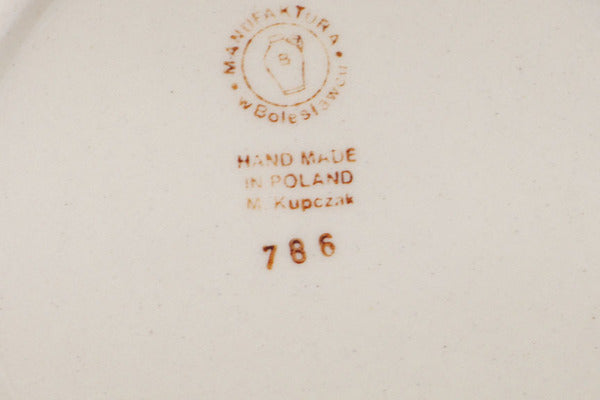 MANUFAKTURA
w Bolesławcu
B
HAND MADE
IN POLAND
M. Kupczak
786